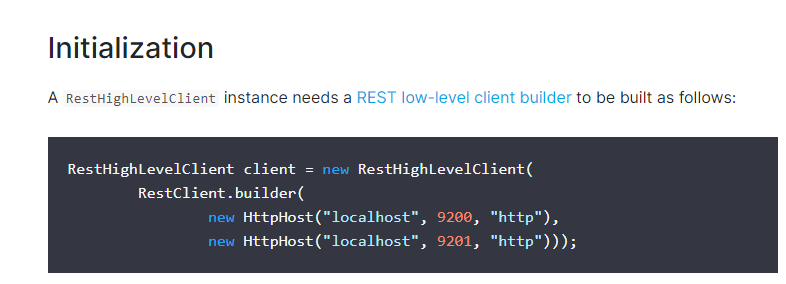 Initialization
A RestHighLevelClient instance needs a REST low-level client builder to be built as follows:
RestHighLevelClient client = new RestHighLevelClient(
RestClient.builder(
new HttpHost("localhost", 9200, "http"),
new HttpHost("localhost", 9201, "http")));